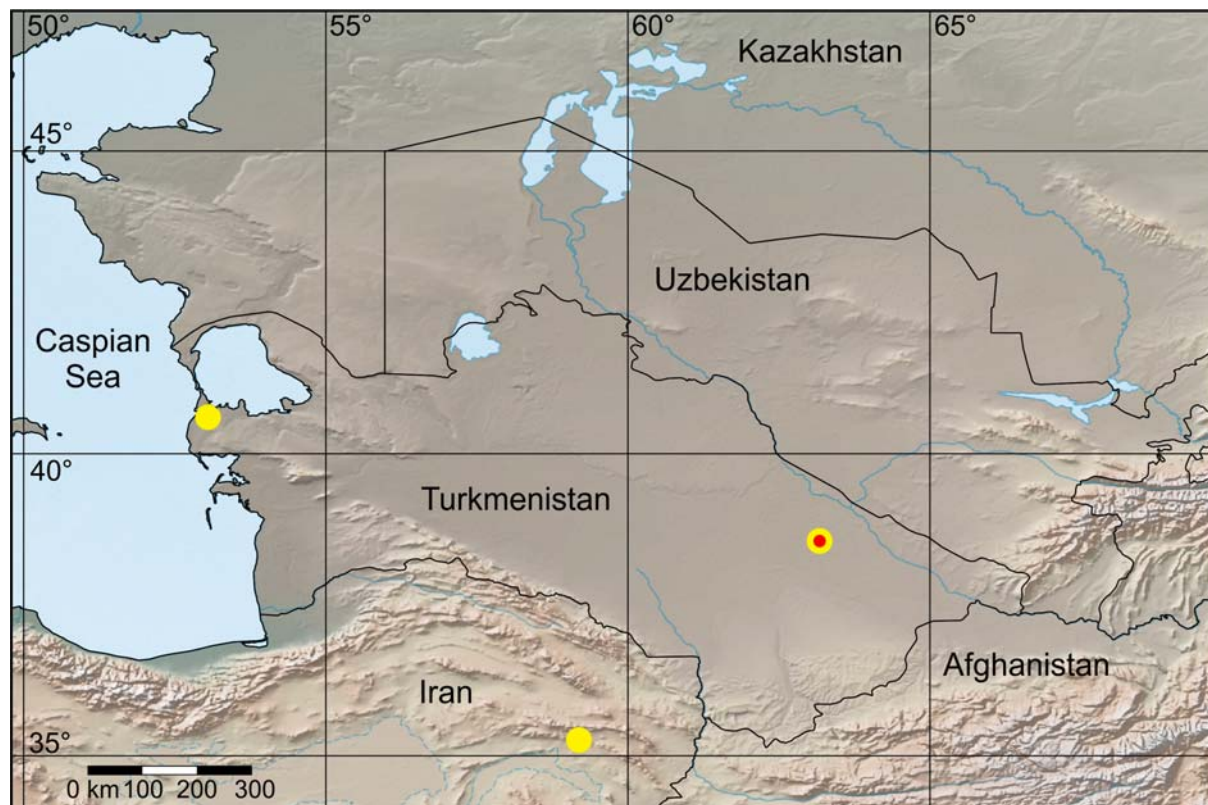 50°
55°
60°
65°
Kazakhstan
45°
Uzbekistan
Caspian
Sea
40°
Turkmenistan
Afghanistan
Iran
35°
0 km 100 200 300